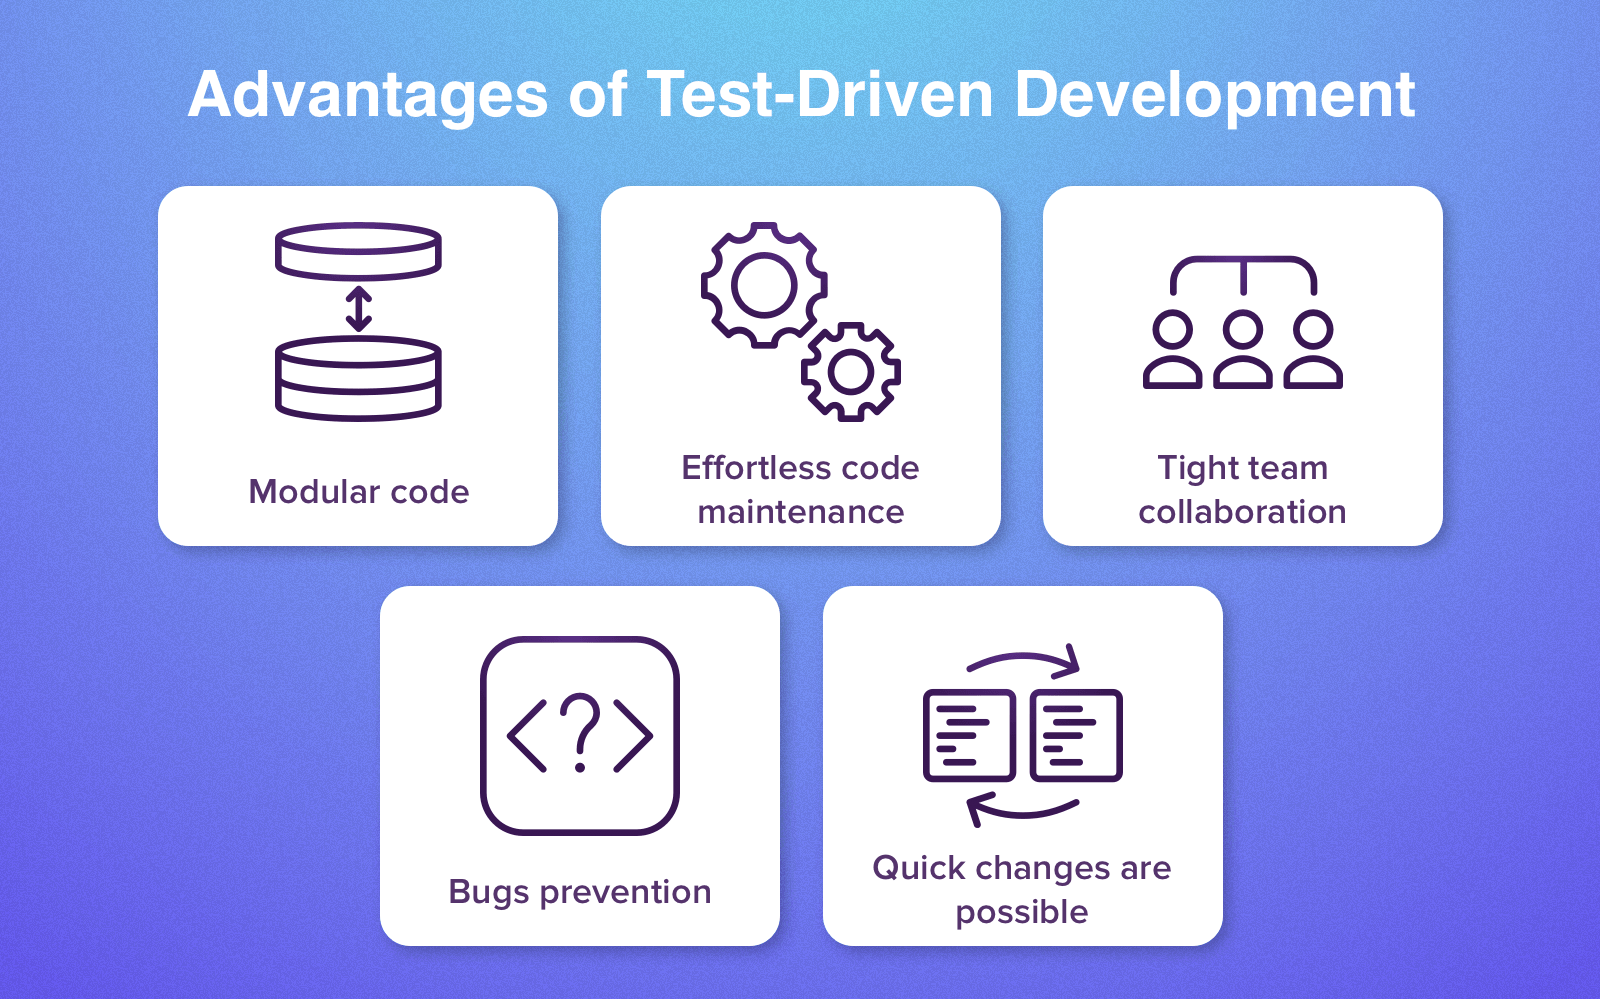 Advantages of Test-Driven Development
Modular code
Effortless code
maintenance
Tight team
collaboration
<?>
Bugs prevention
Quick changes are
possible